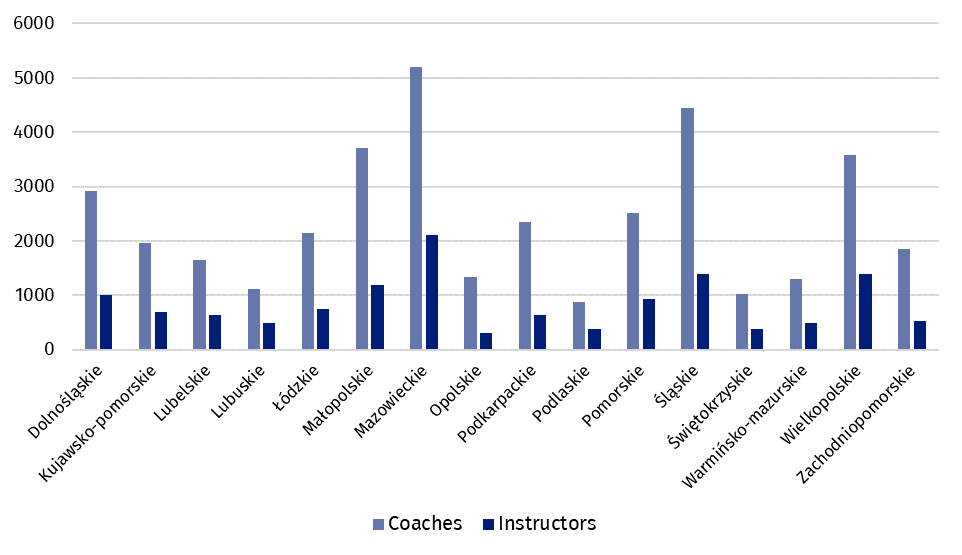 6000
5000
4000
3000
2000
1000
0
Dolnośląskie
Kujawsko-pomorskie
Lubelskie
Lubuskie
Łódzkie
Małopolskie
Mazowieckie
Opolskie
Podkarpackie
Podlaskie
Pomorskie
Śląskie
Świętokrzyskie
Warmińsko-mazurskie
Wielkopolskie
Zachodniopomorskie
Coaches Instructors